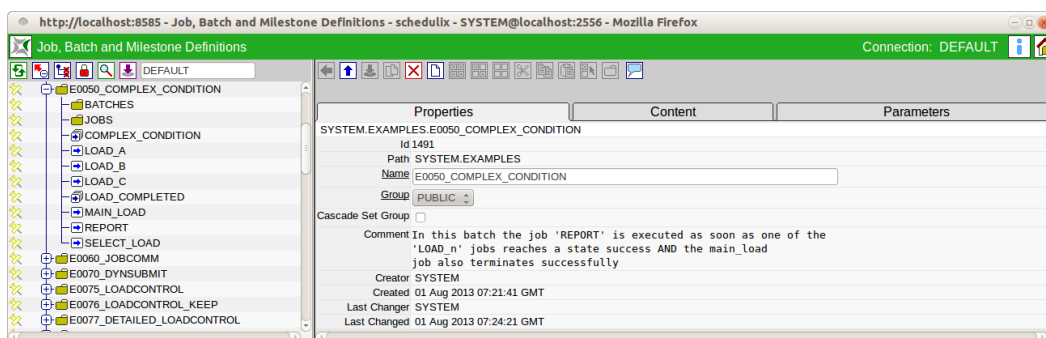 http://localhost:8585 - Job, Batch and Milestone Definitions - schedulix - SYSTEM@localhost:2556 - Mozilla Firefox
Job, Batch and Milestone Definitions
Connection: DEFAULT
DEFAULT
E0050_COMPLEX_CONDITION
BATCHES
JOBS
COMPLEX_CONDITION
LOAD_A
LOAD_B
LOAD_C
LOAD_COMPLETED
MAIN_LOAD
REPORT
SELECT_LOAD
E0060_JOBCOMM
E0070_DYNSUBMIT
E0075_LOADCONTROL
E0076_LOADCONTROL_KEEP
E0077_DETAILED_LOADCONTROL
Properties
Content
Parameters
SYSTEM.EXAMPLES.E0050_COMPLEX_CONDITION
Id 1491
Path SYSTEM.EXAMPLES
Name E0050_COMPLEX_CONDITION
Group PUBLIC
Cascade Set Group
Comment In this batch the job 'REPORT' is executed as soon as one of the
'LOAD_n' jobs reaches a state success AND the main_load
job also terminates successfully
Creator SYSTEM
Created 01 Aug 2013 07:21:41 GMT
Last Changer SYSTEM
Last Changed 01 Aug 2013 07:24:21 GMT